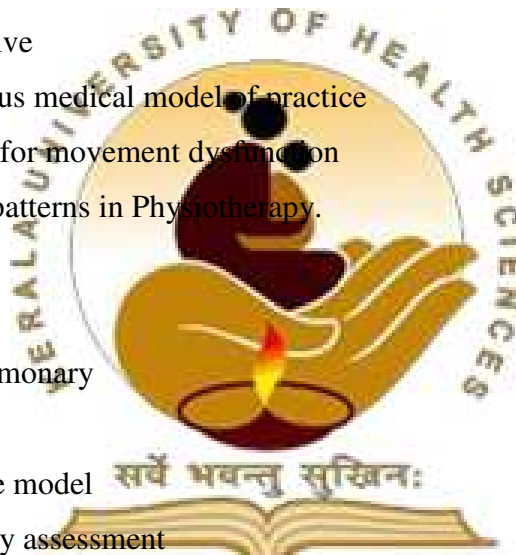 KERALA UNIVERSITY OF HEALTH SCIENCES
ive
us medical model of practice
for movement dysfunction
patterns in Physiotherapy.
monary
e model
सर्वे भवन्तु सुखिनः
y assessment